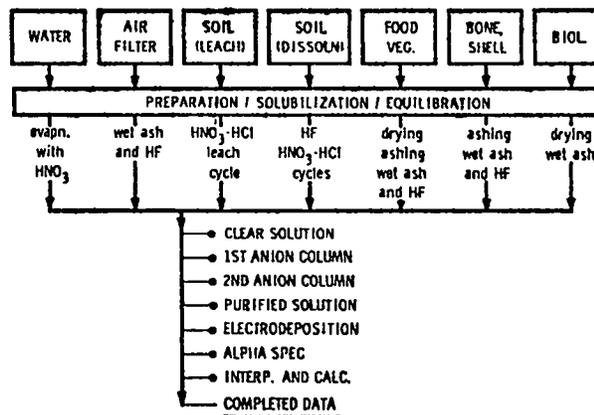 WATER
AIR
FILTER
SOIL
(LEACH)
SOIL
(DISSOLN)
FOOD
VEG.
BONE,
SHELL
BIOL.
PREPARATION / SOLUBILIZATION / EQUILIBRATION
evapn.
with
HNO3
wet ash
and HF
HNO3-HCl
leach
cycle
HF
HNO3-HCl
cycles
drying
ashing
wet ash
and HF
ashing
wet ash
and HF
drying
wet ash
CLEAR SOLUTION
1ST ANION COLUMN
2ND ANION COLUMN
PURIFIED SOLUTION
ELECTRODEPOSITION
ALPHA SPEC
INTERP. AND CALC.
COMPLETED DATA